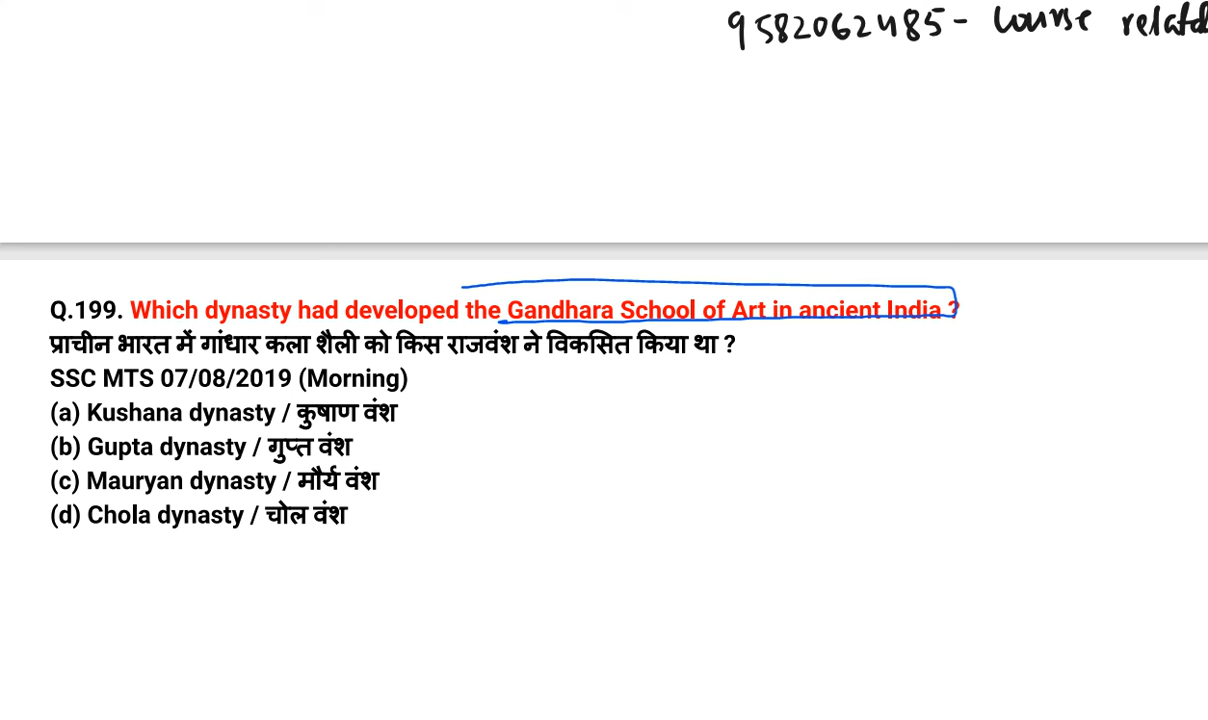 9582062485- Course related
Q.199. Which dynasty had developed the Gandhara School of Art in ancient India ?
प्राचीन भारत में गांधार कला शैली को किस राजवंश ने विकसित किया था ?
SSC MTS 07/08/2019 (Morning)
(a) Kushana dynasty / कुषाण वंश
(b) Gupta dynasty / गुप्त वंश
(c) Mauryan dynasty / मौर्य वंश
(d) Chola dynasty / चोल वंश